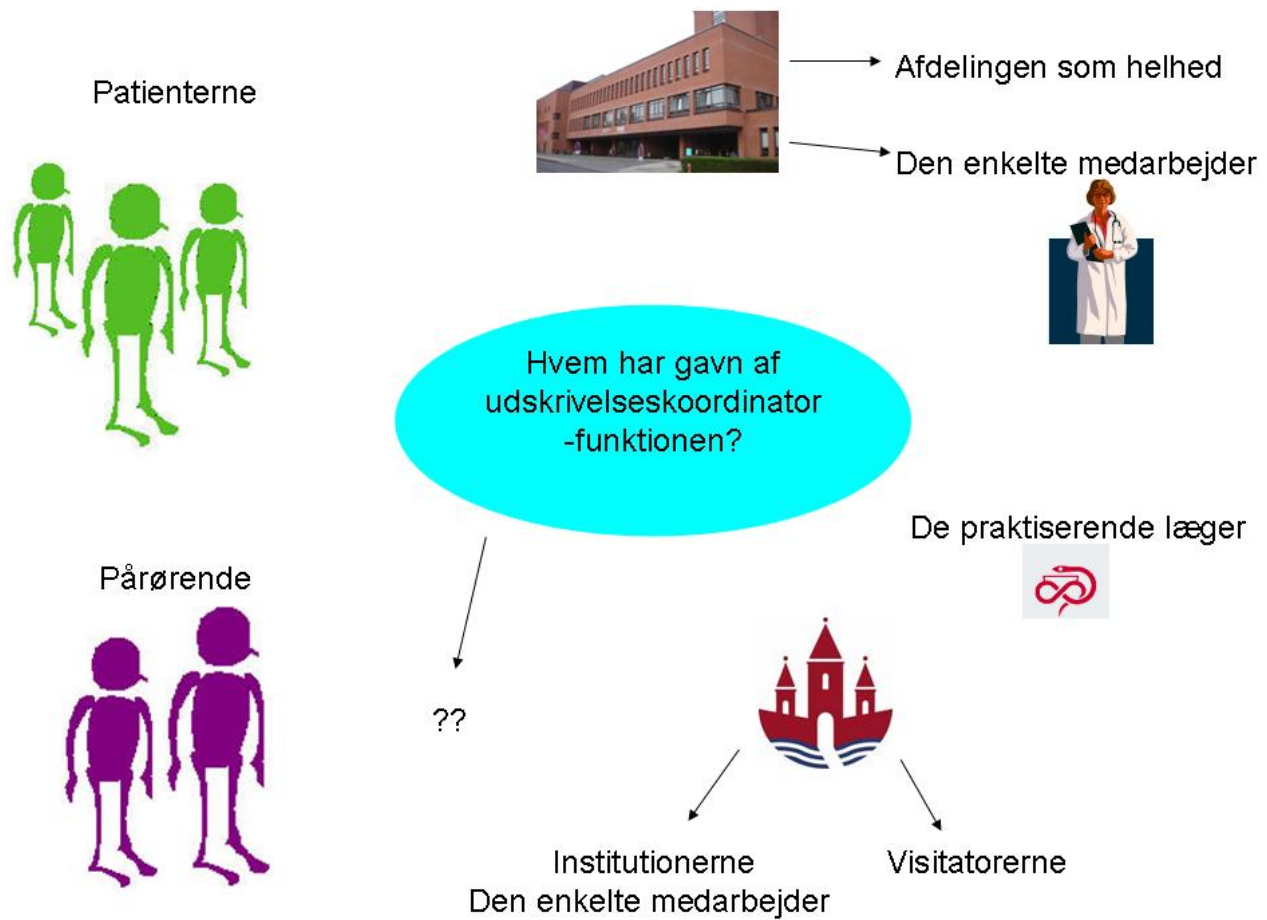 Patienterne
Afdelingen som helhed
Den enkelte medarbejder
Hvem har gavn af
udskrivelseskoordinator
-funktionen?
De praktiserende læger
Pårørende
??
Institutionerne
Den enkelte medarbejder
Visitatorerne